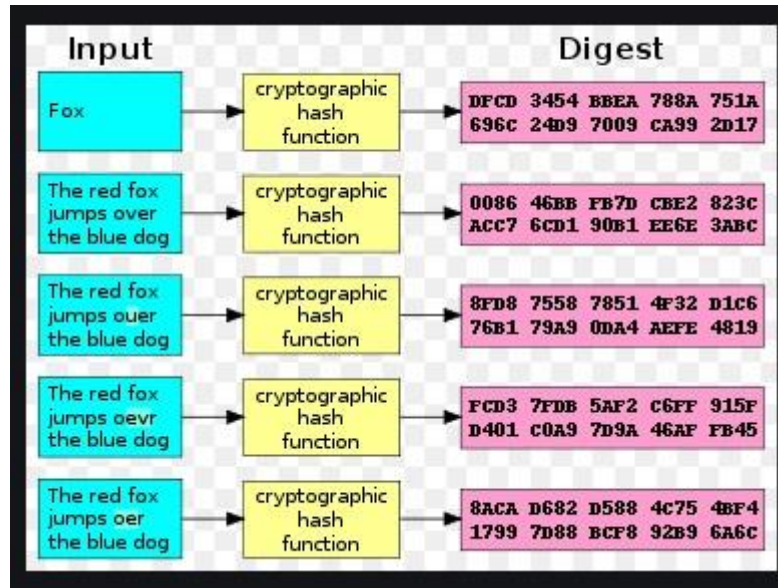 Input
Digest
Fox
cryptographic
hash
function
DFCD 3454 BBEA 788A 751A
696C 24D9 7009 CA99 2D17
The red fox
jumps over
the blue dog
cryptographic
hash
function
0086 46BB FB7D CBE2 823C
ACC7 6CD1 90B1 EE6E 3ABC
The red fox
jumps ouer
the blue dog
cryptographic
hash
function
8FD8 7558 7851 4F32 D1C6
76B1 79A9 0DA4 AEFE 4819
The red fox
jumps oevr
the blue dog
cryptographic
hash
function
FCD3 7FDB 5AF2 C6FF 915F
D401 C0A9 7D9A 46AF FB45
The red fox
jumps oer
the blue dog
cryptographic
hash
function
8ACA D682 D588 4C75 4BF4
1799 7D88 BCF8 92B9 6A6C